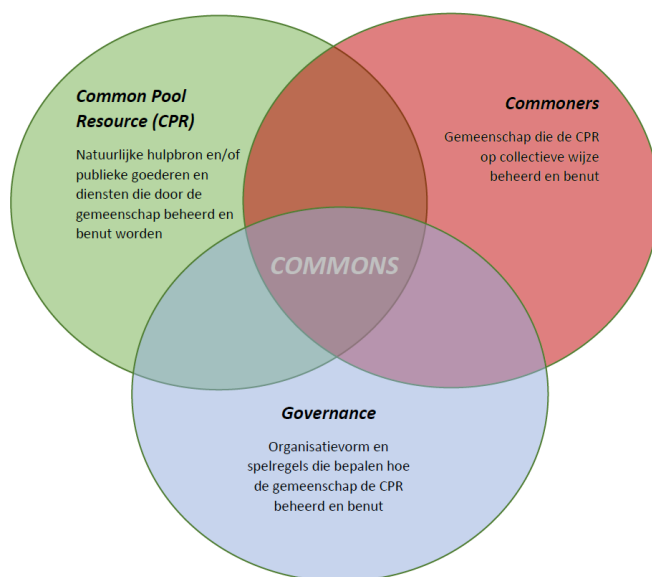 Common Pool
Resource (CPR)
Natuurlijke hulpbron en/of
publieke goederen en
diensten die door de
gemeenschap beheerd en
benut worden
Commoners
Gemeenschap die de CPR
op collectieve wijze
beheerd en benut
COMMONS
Governance
Organisatievorm en
spelregels die bepalen hoe
de gemeenschap de CPR
beheerd en benut